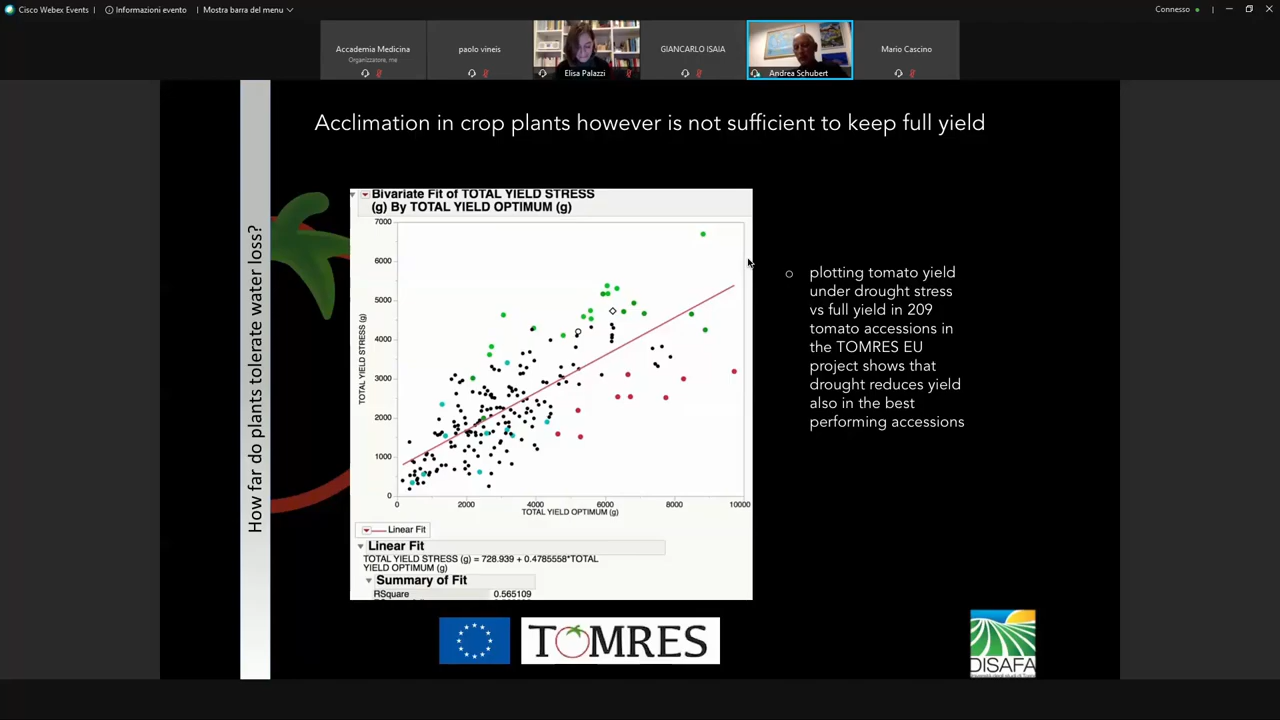 Cisco Webex Events
Informazioni evento
Mostra barra del menu
Connesso
Accademia Medicina
Organizzatore, me
paolo vineis
Elisa Palazzi
GIANCARLO ISAIA
Andrea Schubert
Mario Cascino
Acclimation in crop plants however is not sufficient to keep full yield
How far do plants tolerate water loss?
Bivariate Fit of TOTAL YIELD STRESS
(g) By TOTAL YIELD OPTIMUM (g)
7000
6000
5000
4000
3000
2000
1000
0
TOTAL YIELD STRESS (g)
0
2000
4000
6000
8000
10000
TOTAL YIELD OPTIMUM (g)
Linear Fit
Linear Fit
TOTAL YIELD STRESS (g) = 728.939 + 0.4785558*TOTAL
YIELD OPTIMUM (g)
Summary of Fit
RSquare 0.565109
plotting tomato yield
under drought stress
vs full yield in 209
tomato accessions in
the TOMRES EU
project shows that
drought reduces yield
also in the best
performing accessions
TOMRES
DISAFA